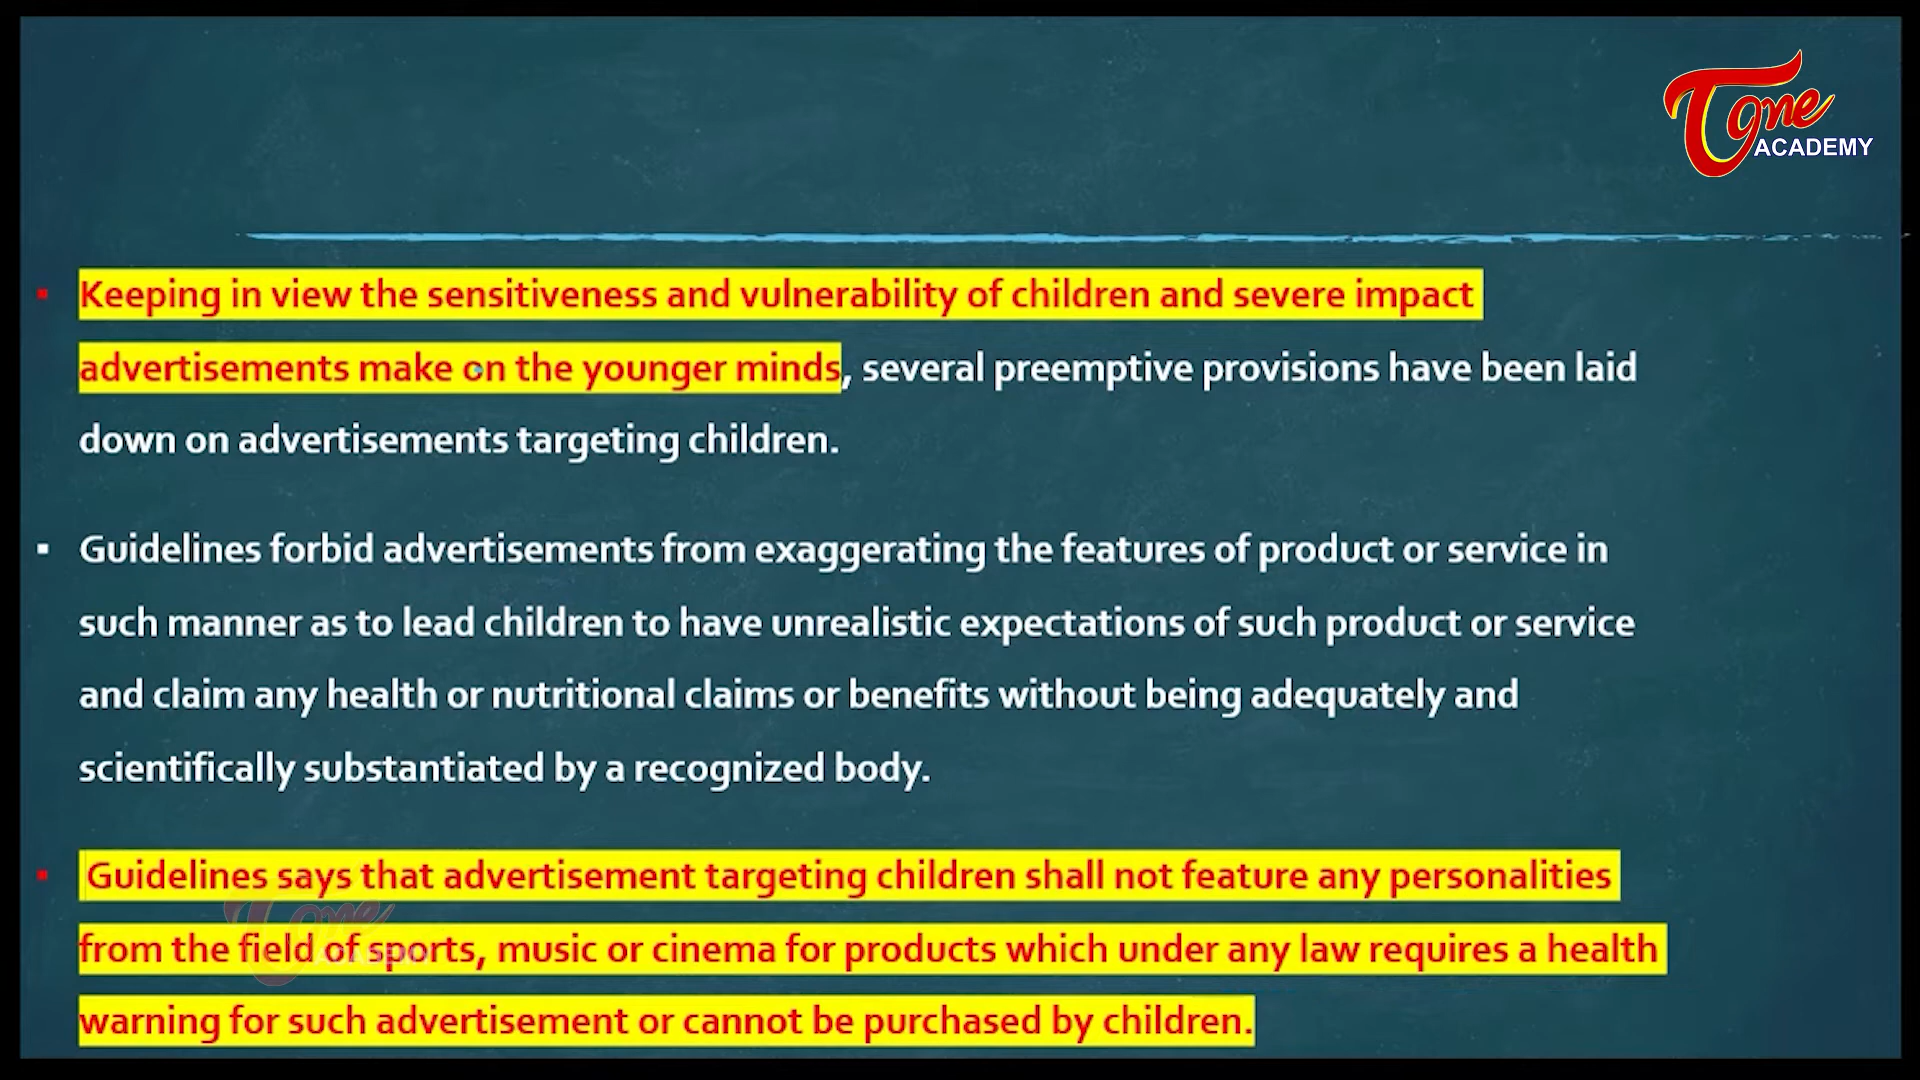 Tone
ACADEMY
▪ Keeping in view the sensitiveness and vulnerability of children and severe impact
advertisements make on the younger minds, several preemptive provisions have been laid
down on advertisements targeting children.
▪ Guidelines forbid advertisements from exaggerating the features of product or service in
such manner as to lead children to have unrealistic expectations of such product or service
and claim any health or nutritional claims or benefits without being adequately and
scientifically substantiated by a recognized body.
▪ Guidelines says that advertisement targeting children shall not feature any personalities
from the field of sports, music or cinema for products which under any law requires a health
warning for such advertisement or cannot be purchased by children.
Tone
ACADEMY